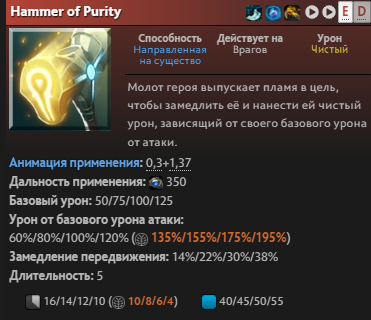 Hammer of Purity E D
Способность Действует на Урон
Направленная на существо Врагов Чистый
Молот героя выпускает пламя в цель,
чтобы замедлить её и нанести ей чистый
урон, зависящий от своего базового урона
от атаки.
Анимация применения: 0,3+1,37
Дальность применения: 350
Базовый урон: 50/75/100/125
Урон от базового урона атаки:
60%/80%/100%/120% ( 135%/155%/175%/195%)
Замедление передвижения: 14%/22%/30%/38%
Длительность: 5
16/14/12/10 ( 10/8/6/4) 40/45/50/55